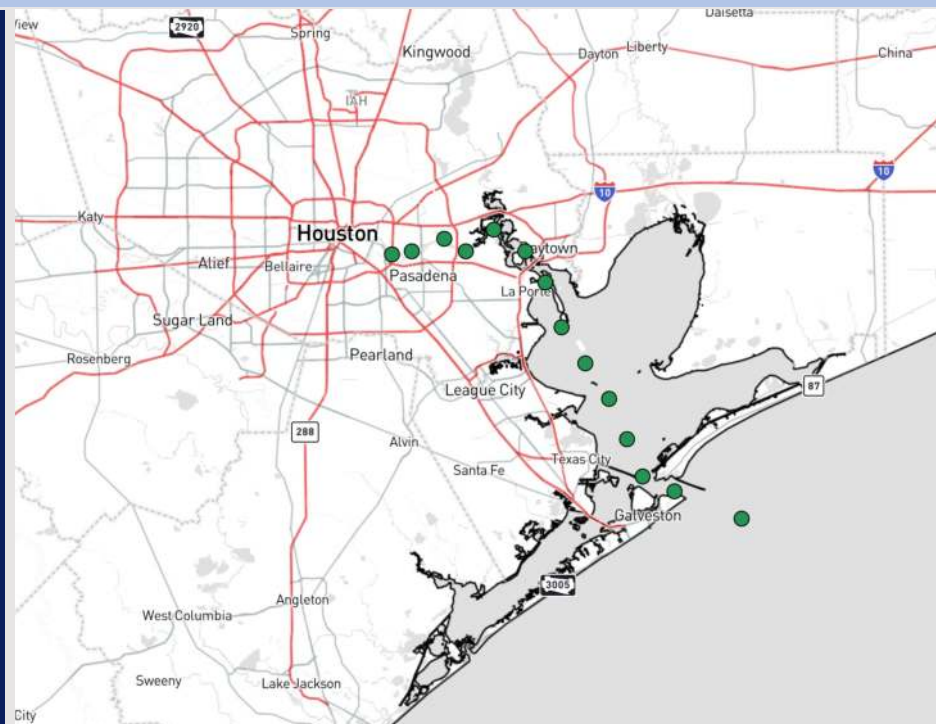 view
2920
Spring
Kingwood
Daisetta
Dayton
Liberty
China
IAH
10
10
Katy
Houston
Alief
Bellaire
Pasadena
aytown
La Porte
Sugar Land
Rosenberg
Pearland
League City
87
288
Alvin
Santa Fe
Texas City
Galveston
3005
Angleton
West Columbia
Sweeny
Lake Jackson
City